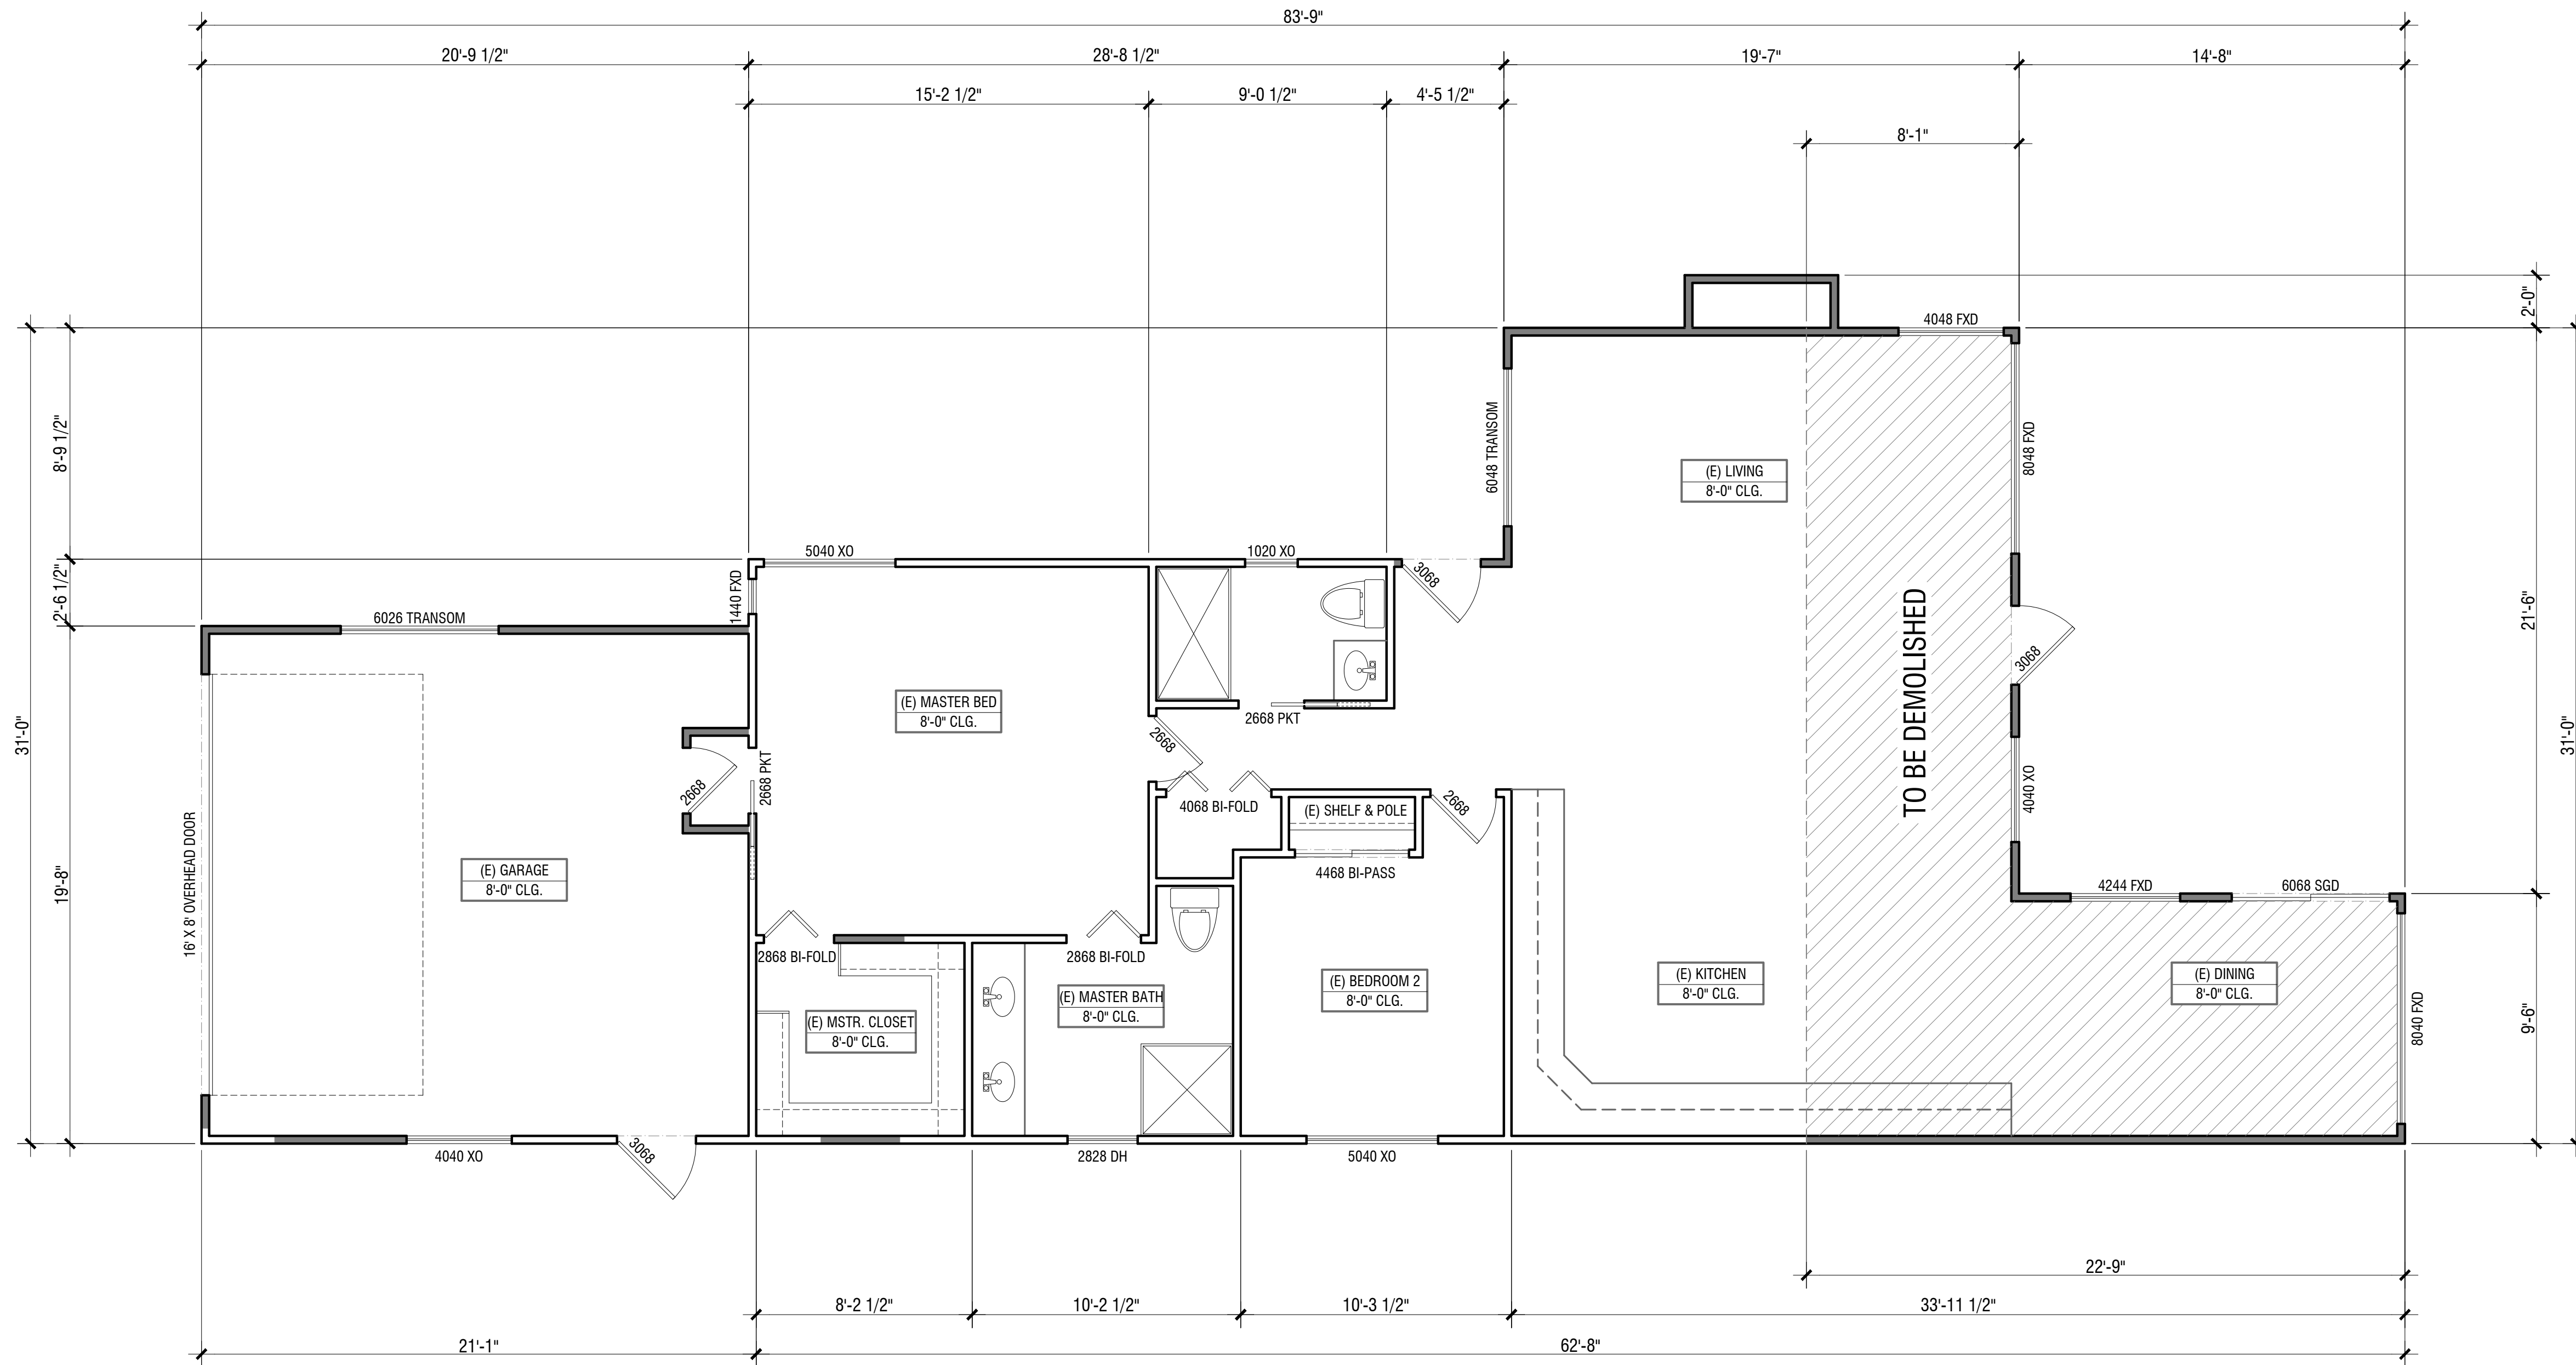 83'-9"
20'-9 1/2"
28'-8 1/2"
19'-7"
14'-8"
15'-2 1/2"
9'-0 1/2"
4'-5 1/2"
8'-1"
2'-0"
4048 FXD
8'-9 1/2"
6048 TRANSOM
8048 FXD
(E) LIVING
8'-0" CLG.
5040 XO
1020 XO
3068
2'-6 1/2"
1440 FXD
6026 TRANSOM
21'-6"
TO BE DEMOLISHED
3068
(E) MASTER BED
8'-0" CLG.
2668 PKT
31'-0"
31'-0"
2668
2668 PKT
2668
4040 XO
4068 BI-FOLD
(E) SHELF & POLE
2668
16' X 8' OVERHEAD DOOR
19'-8"
(E) GARAGE
8'-0" CLG.
4468 BI-PASS
4244 FXD
6068 SGD
2868 BI-FOLD
2868 BI-FOLD
(E) BEDROOM 2
8'-0" CLG.
(E) KITCHEN
8'-0" CLG.
(E) DINING
8'-0" CLG.
(E) MASTER BATH
8'-0" CLG.
(E) MSTR. CLOSET
8'-0" CLG.
8040 FXD
9'-6"
4040 XO
3068
2828 DH
5040 XO
22'-9"
8'-2 1/2"
10'-2 1/2"
10'-3 1/2"
33'-11 1/2"
21'-1"
62'-8"